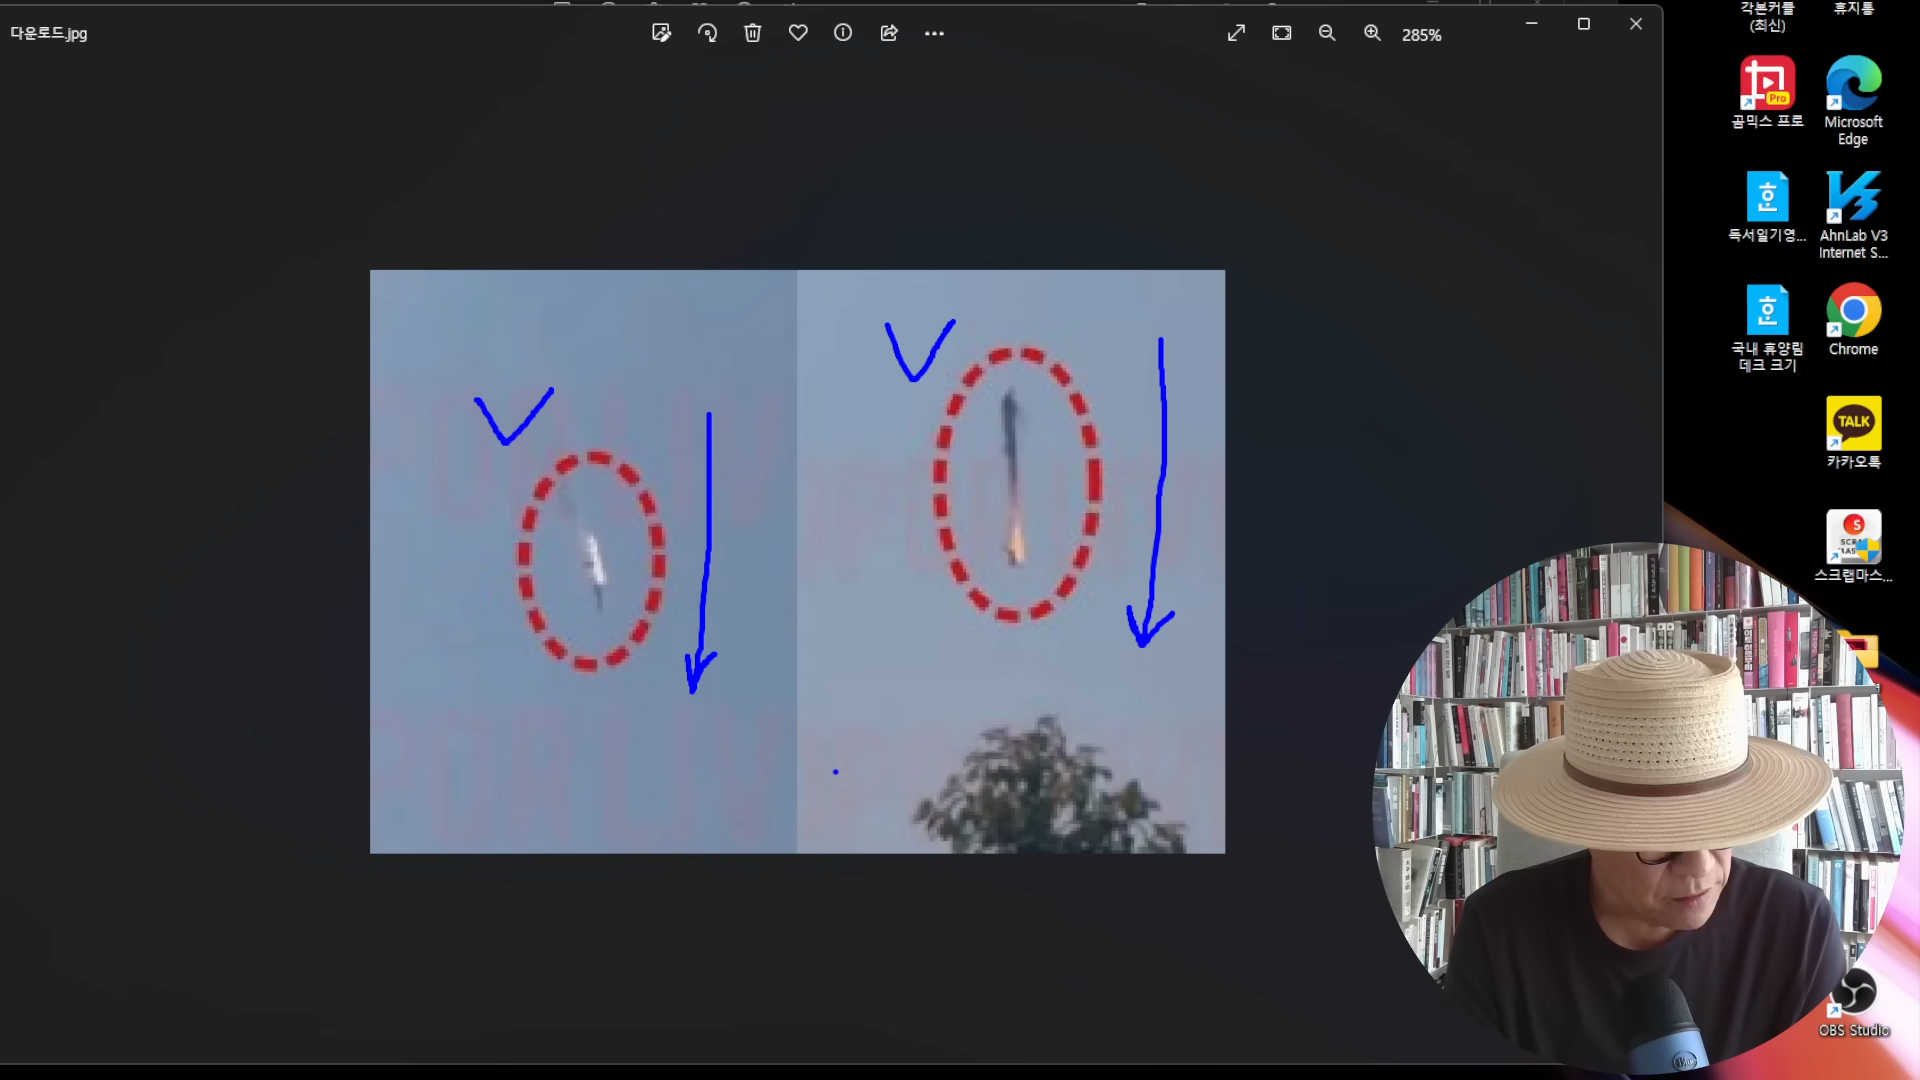 다운로드.jpg
285%
각본커플
(최신)
휴지통
Pro
곰믹스 프로
Microsoft
Edge
독서일기영...
AhnLab V3
Internet S...
국내 휴양림
데크 크기
Chrome
TALK
카카오톡
S
스크랩마스...
OBS Studio